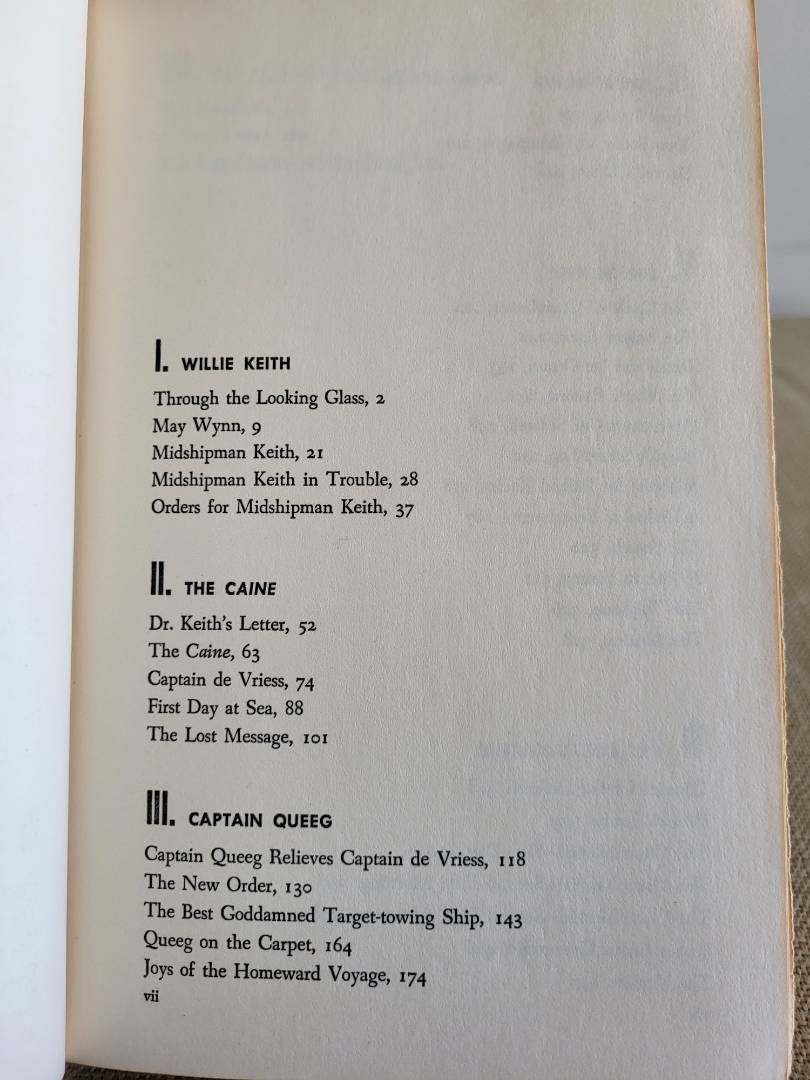 I. WILLIE KEITH
Through the Looking Glass, 2
May Wynn, 9
Midshipman Keith, 21
Midshipman Keith in Trouble, 28
Orders for Midshipman Keith, 37
II. THE CAINE
Dr. Keith's Letter, 52
The Caine, 63
Captain de Vriess, 74
First Day at Sea, 88
The Lost Message, 101
III. CAPTAIN QUEEG
Captain Queeg Relieves Captain de Vriess, 118
The New Order, 130
The Best Goddamned Target-towing Ship, 143
Queeg on the Carpet, 164
Joys of the Homeward Voyage, 174
vii